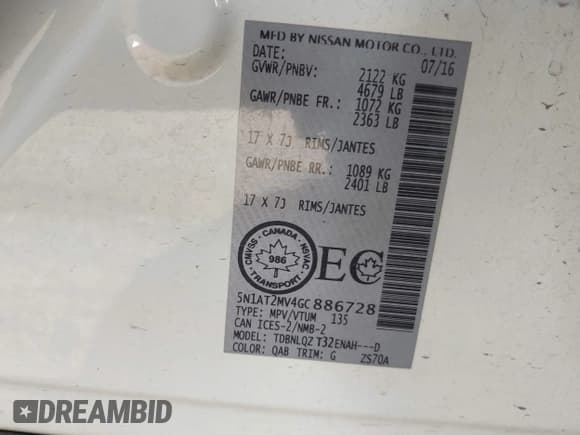 MFD BY NISSAN MOTOR CO., LTD.
DATE: 07/16
GVWR/PNBV: 2122 KG
4679 LB
GAWR/PNBE FR.: 1072 KG
2363 LB
17 X 7J RIMS/JANTES
GAWR/PNBE RR.: 1089 KG
2401 LB
17 X 7J RIMS/JANTES
CANADA
CMVSS NSVAC
986
TRANSPORT
EC
5N1AT2MV4GC886728
TYPE: MPV/VTUM 135
CAN ICES-2/NMB-2
MODEL: TDBNLQZ T32ENAH---D
COLOR: QAB TRIM: G ZS70A
DREAMBID